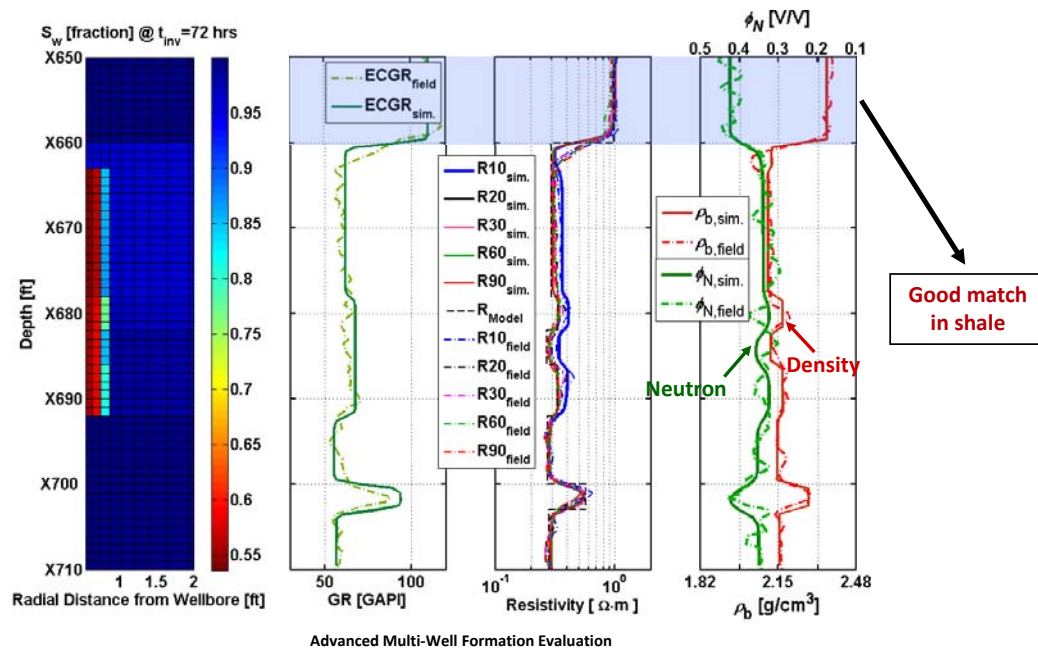 S_w [fraction] @ t_inv=72 hrs
X650
X660
X670
X680
X690
X700
X710
Depth [ft]
1 1.5 2
Radial Distance from Wellbore [ft]
0.95
0.9
0.85
0.8
0.75
0.7
0.65
0.6
0.55
ECGR_field
ECGR_sim.
50 100
GR [GAPI]
R10_sim.
R20_sim.
R30_sim.
R60_sim.
R90_sim.
R_Model
R10_field
R20_field
R30_field
R60_field
R90_field
10^-1 10^0
Resistivity [ Ω·m ]
ϕ_N [V/V]
0.5 0.4 0.3 0.2 0.1
ρ_b,sim.
ρ_b,field
ϕ_N,sim.
ϕ_N,field
Neutron
Density
1.82 2.15 2.48
ρ_b [g/cm³]
Good match
in shale
Advanced Multi-Well Formation Evaluation